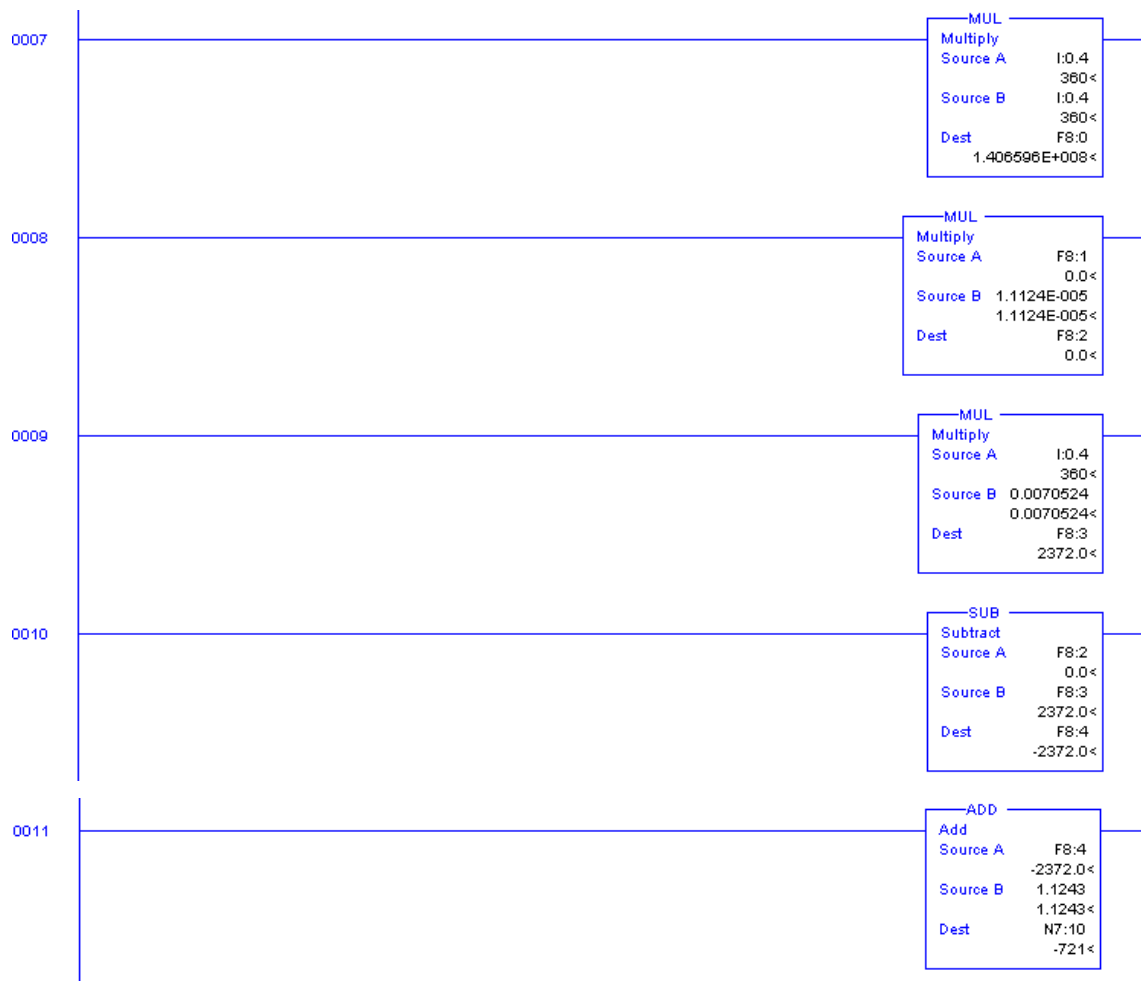 0007
MUL
Multiply
Source A I:0.4
360<
Source B I:0.4
360<
Dest F8:0
1.406596E+008<
0008
MUL
Multiply
Source A F8:1
0.0<
Source B 1.1124E-005
1.1124E-005<
Dest F8:2
0.0<
0009
MUL
Multiply
Source A I:0.4
360<
Source B 0.0070524
0.0070524<
Dest F8:3
2372.0<
0010
SUB
Subtract
Source A F8:2
0.0<
Source B F8:3
2372.0<
Dest F8:4
-2372.0<
0011
ADD
Add
Source A F8:4
-2372.0<
Source B 1.1243
1.1243<
Dest N7:10
-721<